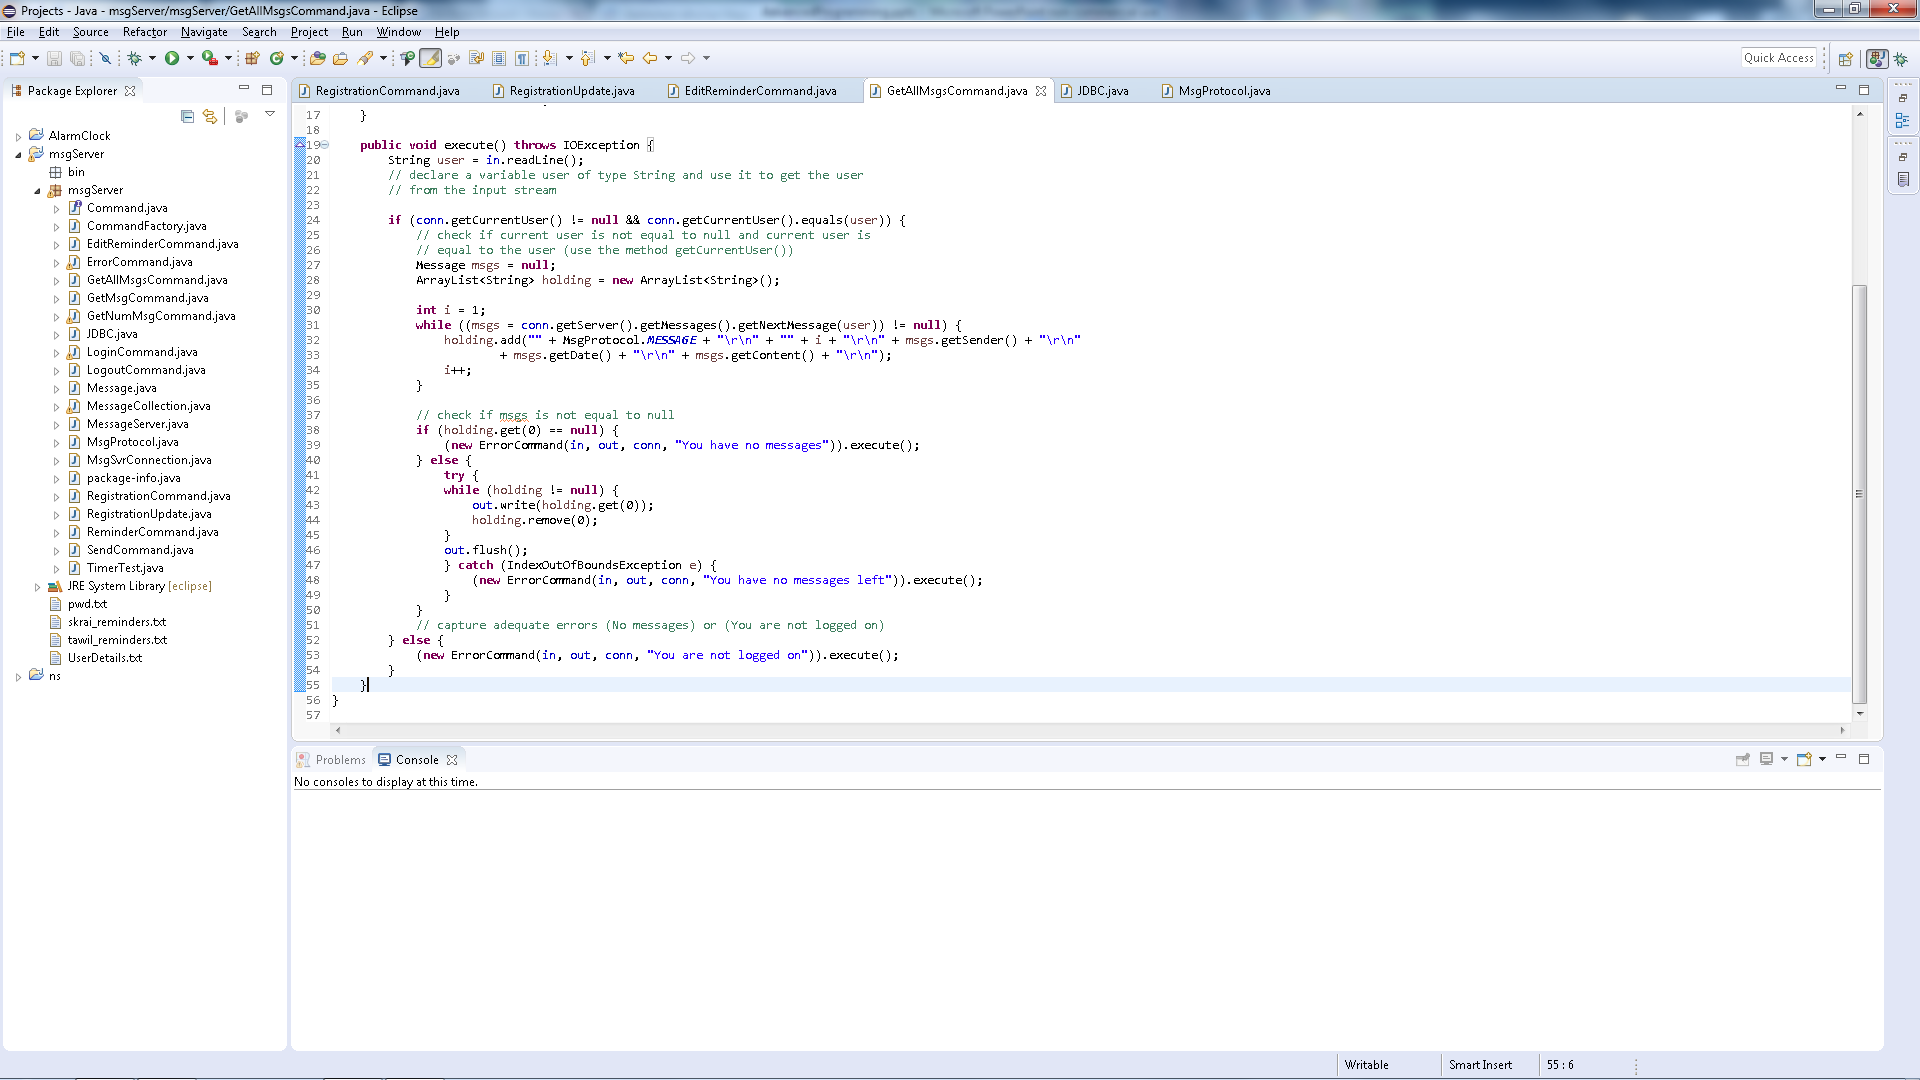 Projects - Java - msgServer/msgServer/GetAllMsgsCommand.java - Eclipse
File Edit Source Refactor Navigate Search Project Run Window Help
Quick Access
Package Explorer
AlarmClock
msgServer
bin
msgServer
Command.java
CommandFactory.java
EditReminderCommand.java
ErrorCommand.java
GetAllMsgsCommand.java
GetMsgCommand.java
GetNumMsgCommand.java
JDBC.java
LoginCommand.java
LogoutCommand.java
Message.java
MessageCollection.java
MessageServer.java
MsgProtocol.java
MsgSvrConnection.java
package-info.java
RegistrationCommand.java
RegistrationUpdate.java
ReminderCommand.java
SendCommand.java
TimerTest.java
JRE System Library [eclipse]
pwd.txt
skrai_reminders.txt
tawil_reminders.txt
UserDetails.txt
ns
RegistrationCommand.java RegistrationUpdate.java EditReminderCommand.java GetAllMsgsCommand.java JDBC.java MsgProtocol.java
17 }
18
19 public void execute() throws IOException {
20 String user = in.readLine();
21 // declare a variable user of type String and use it to get the user
22 // from the input stream
23
24 if (conn.getCurrentUser() != null && conn.getCurrentUser().equals(user)) {
25 // check if current user is not equal to null and current user is
26 // equal to the user (use the method getCurrentUser())
27 Message msgs = null;
28 ArrayList<String> holding = new ArrayList<String>();
29
30 int i = 1;
31 while ((msgs = conn.getServer().getMessages().getNextMessage(user)) != null) {
32 holding.add("" + MsgProtocol.MESSAGE + "\r\n" + "" + i + "\r\n" + msgs.getSender() + "\r\n"
33 + msgs.getDate() + "\r\n" + msgs.getContent() + "\r\n");
34 i++;
35 }
36
37 // check if msgs is not equal to null
38 if (holding.get(0) == null) {
39 (new ErrorCommand(in, out, conn, "You have no messages")).execute();
40 } else {
41 try {
42 while (holding != null) {
43 out.write(holding.get(0));
44 holding.remove(0);
45 }
46 out.flush();
47 } catch (IndexOutOfBoundsException e) {
48 (new ErrorCommand(in, out, conn, "You have no messages left")).execute();
49 }
50 }
51 // capture adequate errors (No messages) or (You are not logged on)
52 } else {
53 (new ErrorCommand(in, out, conn, "You are not logged on")).execute();
54 }
55 }
56 }
57
Problems Console
No consoles to display at this time.
Writable Smart Insert 55 : 6